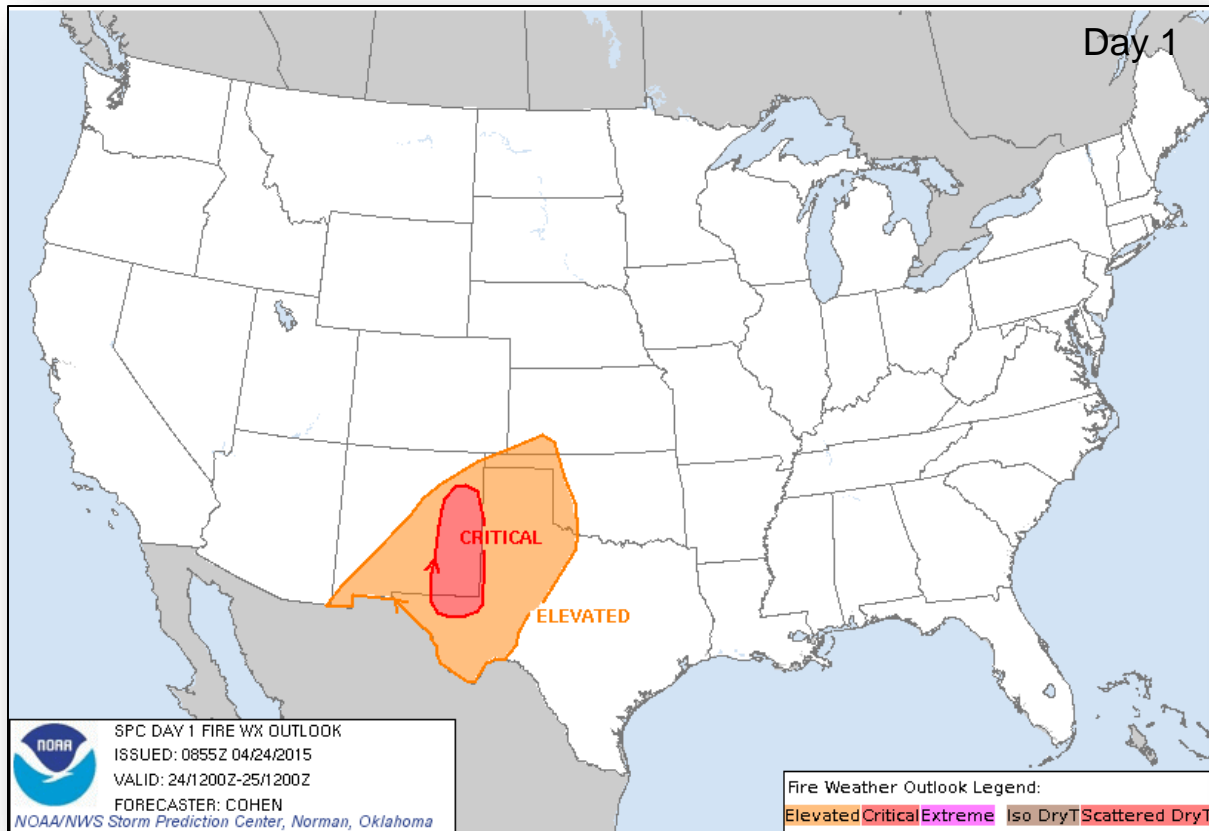 Day 1
CRITICAL
ELEVATED
NOAA
SPC DAY 1 FIRE WX OUTLOOK
ISSUED: 0855Z 04/24/2015
VALID: 24/1200Z-25/1200Z
FORECASTER: COHEN
NOAA/NWS Storm Prediction Center, Norman, Oklahoma
Fire Weather Outlook Legend:
Elevated Critical Extreme Iso DryT Scattered DryT